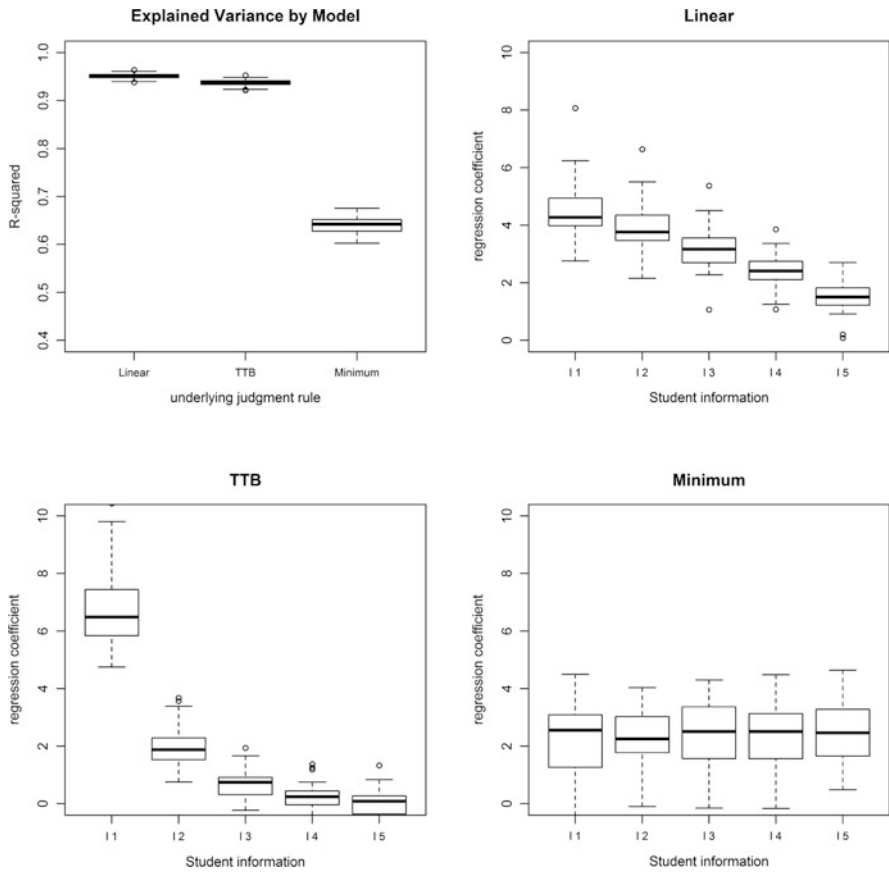 Explained Variance by Model
1.0
0.9
0.8
0.7
0.6
0.5
0.4
R-squared
Linear TTB Minimum
underlying judgment rule
Linear
10
8
6
4
2
0
regression coefficient
I 1 I 2 I 3 I 4 I 5
Student information
TTB
10
8
6
4
2
0
regression coefficient
I 1 I 2 I 3 I 4 I 5
Student information
Minimum
10
8
6
4
2
0
regression coefficient
I 1 I 2 I 3 I 4 I 5
Student information